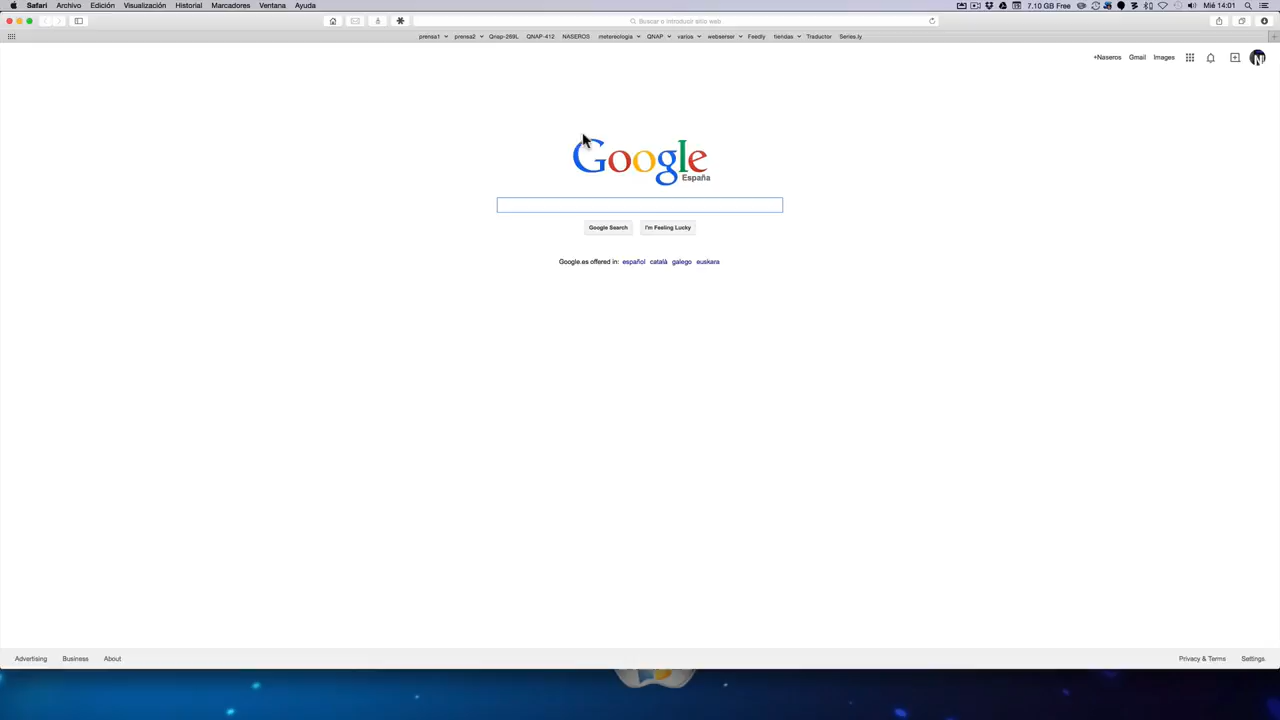 Safari Archivo Edición Visualización Historial Marcadores Ventana Ayuda 7.10 GB Free Mié 14:01
Buscar o introducir sitio web
prensa1 prensa2 Qnap-269L QNAP-412 NASEROS metereologia QNAP varios webserser Feedly tiendas Traductor Series.ly
+Naseros Gmail Images N
Google
España
Google Search I'm Feeling Lucky
Google.es offered in: español català galego euskara
Advertising Business About Privacy & Terms Settings